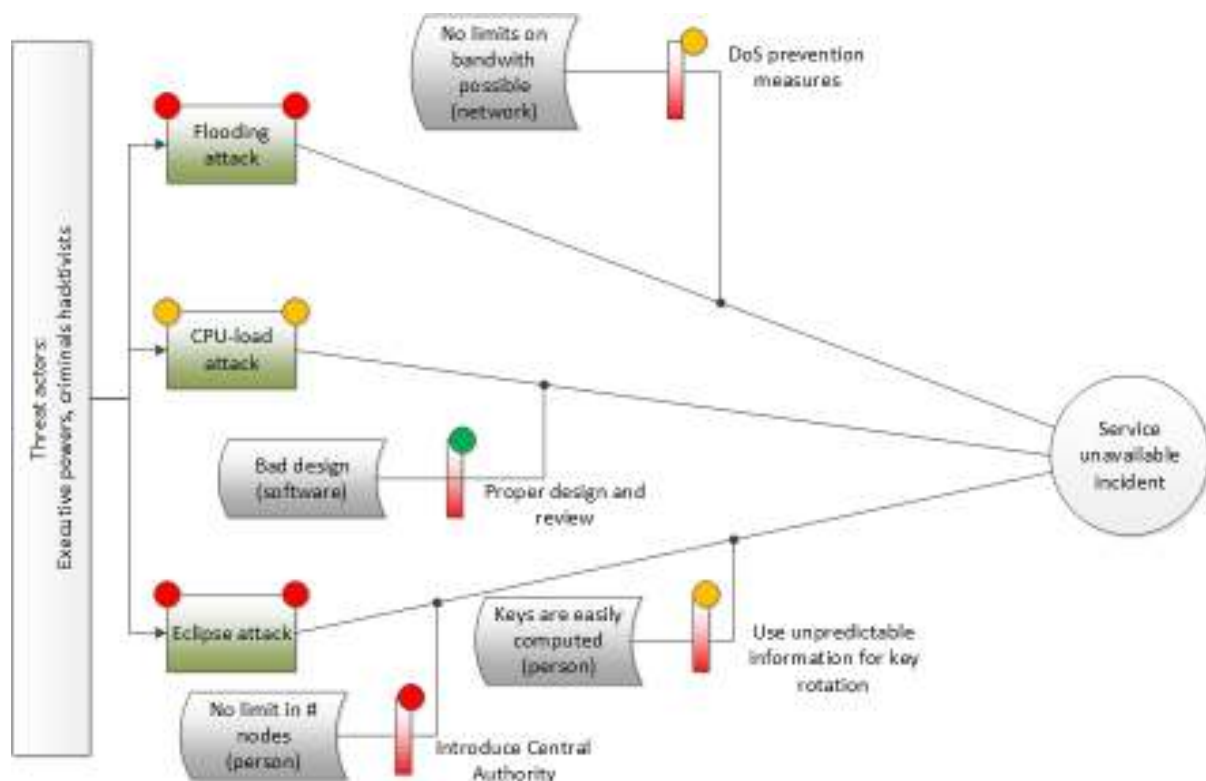 Threat actors:
Executive powers, criminals hacktivists
No limits on
bandwith
possible
(network)
DoS prevention
measures
Flooding
attack
CPU-load
attack
Bad design
(software)
Proper design and
review
Service
unavailable
incident
Eclipse attack
Keys are easily
computed
(person)
Use unpredictable
information for key
rotation
No limit in #
nodes
(person)
Introduce Central
Authority